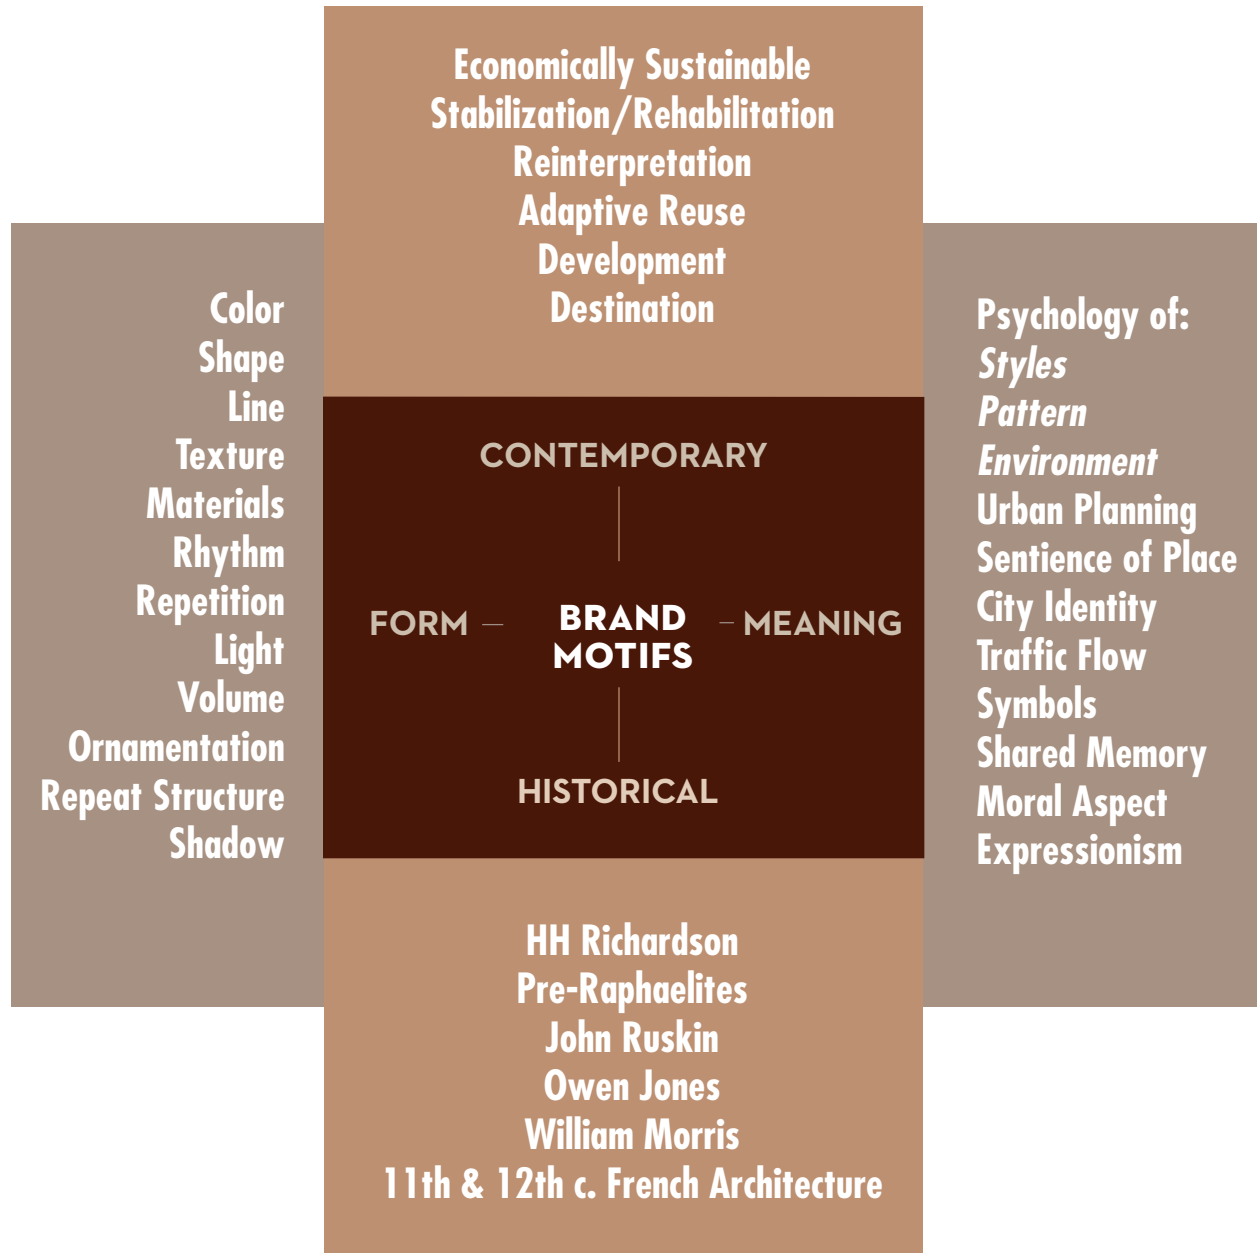 Economically Sustainable
Stabilization/Rehabilitation
Reinterpretation
Adaptive Reuse
Development
Destination
Color
Shape
Line
Texture
Materials
Rhythm
Repetition
Light
Volume
Ornamentation
Repeat Structure
Shadow
CONTEMPORARY
FORM
BRAND
MOTIFS
MEANING
HISTORICAL
Psychology of:
Styles
Pattern
Environment
Urban Planning
Sentience of Place
City Identity
Traffic Flow
Symbols
Shared Memory
Moral Aspect
Expressionism
HH Richardson
Pre-Raphaelites
John Ruskin
Owen Jones
William Morris
11th & 12th c. French Architecture